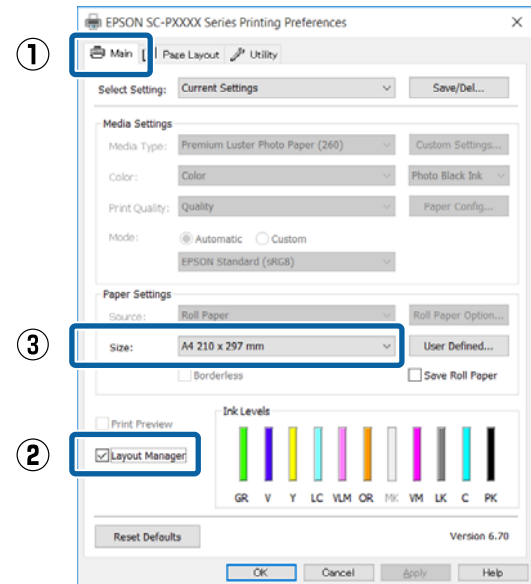 EPSON SC-PXXXX Series Printing Preferences
①
Main Page Layout Utility
Select Setting: Current Settings Save/Del...
Media Settings
Media Type: Premium Luster Photo Paper (260) Custom Settings...
Color: Color Photo Black Ink
Print Quality: Quality Paper Config...
Mode: Automatic Custom
EPSON Standard (sRGB)
Paper Settings
Source: Roll Paper Roll Paper Option...
③
Size: A4 210 x 297 mm User Defined...
Borderless Save Roll Paper
Print Preview
Ink Levels
②
Layout Manager
GR V Y LC VLM OR MK VM LK C PK
Reset Defaults Version 6.70
OK Cancel Apply Help